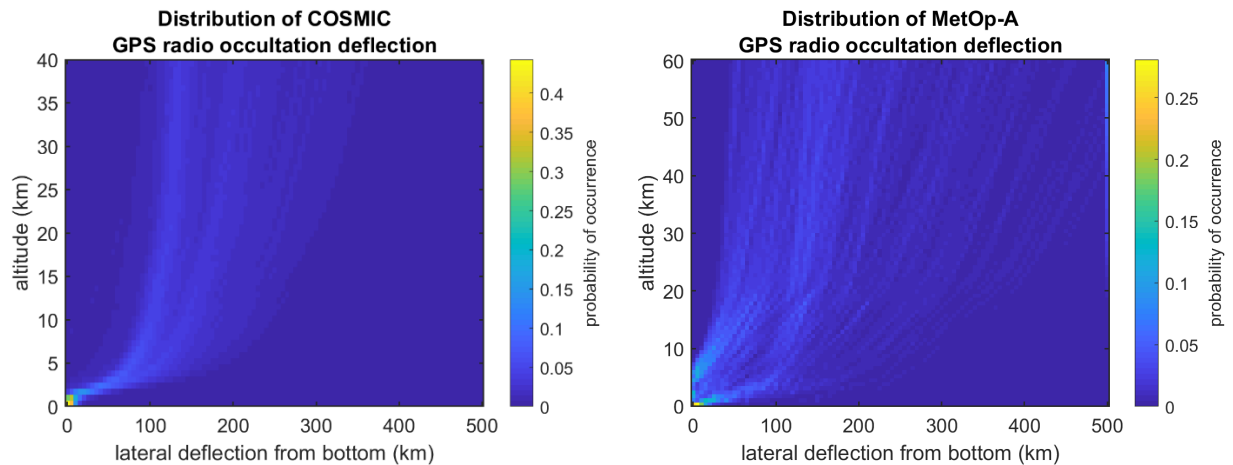 Distribution of COSMIC
GPS radio occultation deflection
40
35
30
25
20
15
10
5
0
altitude (km)
0 100 200 300 400 500
lateral deflection from bottom (km)
0.4
0.35
0.3
0.25
0.2
0.15
0.1
0.05
0
probability of occurrence
Distribution of MetOp-A
GPS radio occultation deflection
60
50
40
30
20
10
0
altitude (km)
0 100 200 300 400 500
lateral deflection from bottom (km)
0.25
0.2
0.15
0.1
0.05
0
probability of occurrence